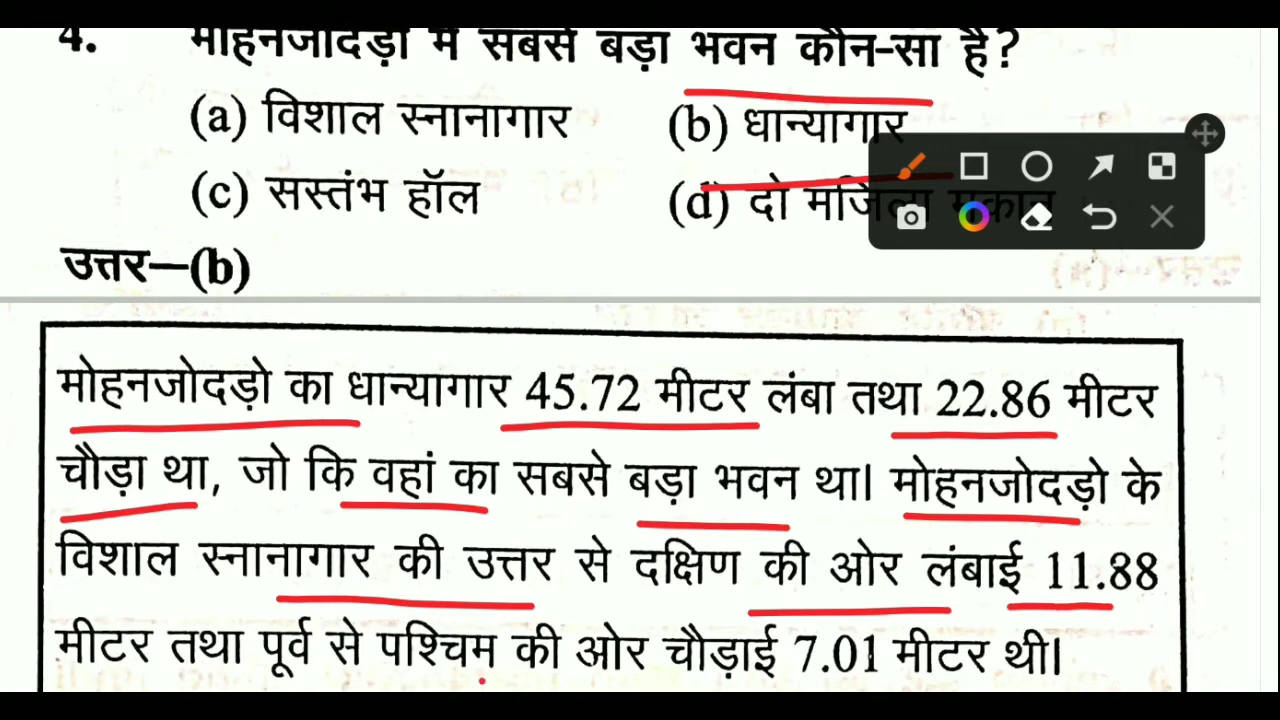 4. मोहनजोदड़ो में सबसे बड़ा भवन कौन-सा है?
(a) विशाल स्नानागार (b) धान्यागार
(c) सस्तंभ हॉल (d) दो मंजिला मकान
उत्तर—(b)
मोहनजोदड़ो का धान्यागार 45.72 मीटर लंबा तथा 22.86 मीटर
चौड़ा था, जो कि वहां का सबसे बड़ा भवन था। मोहनजोदड़ो के
विशाल स्नानागार की उत्तर से दक्षिण की ओर लंबाई 11.88
मीटर तथा पूर्व से पश्चिम की ओर चौड़ाई 7.01 मीटर थी।